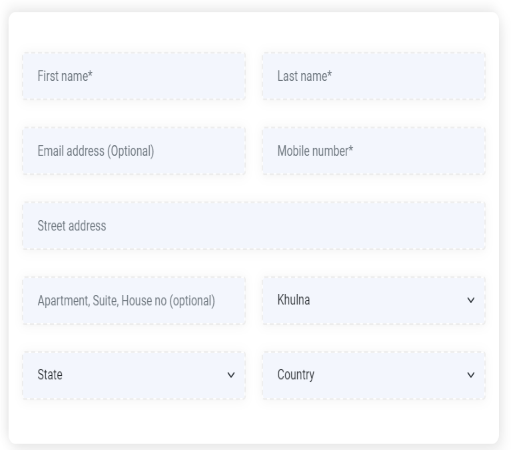 First name*
Last name*
Email address (Optional)
Mobile number*
Street address
Apartment, Suite, House no (optional)
Khulna
State
Country